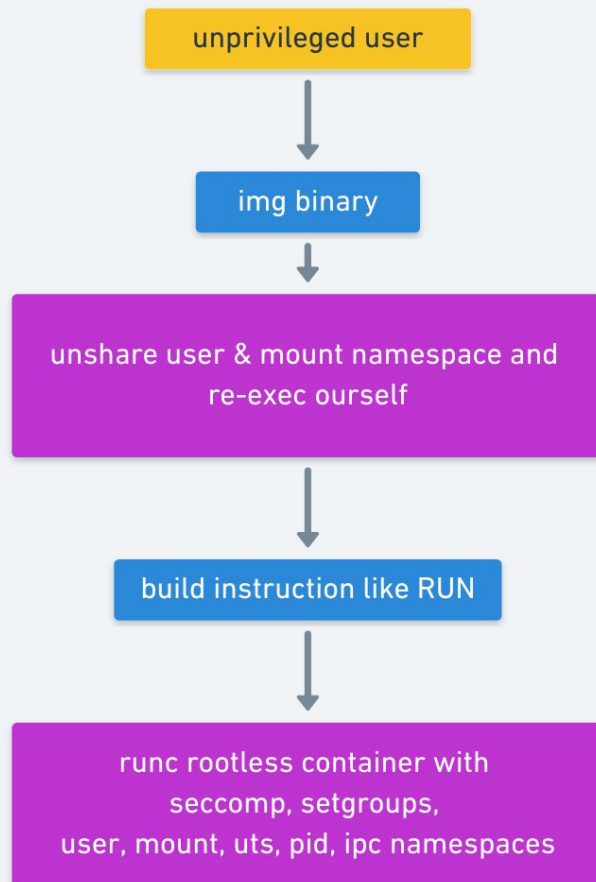 unprivileged user
img binary
unshare user & mount namespace and
re-exec ourself
build instruction like RUN
runc rootless container with
seccomp, setgroups,
user, mount, uts, pid, ipc namespaces